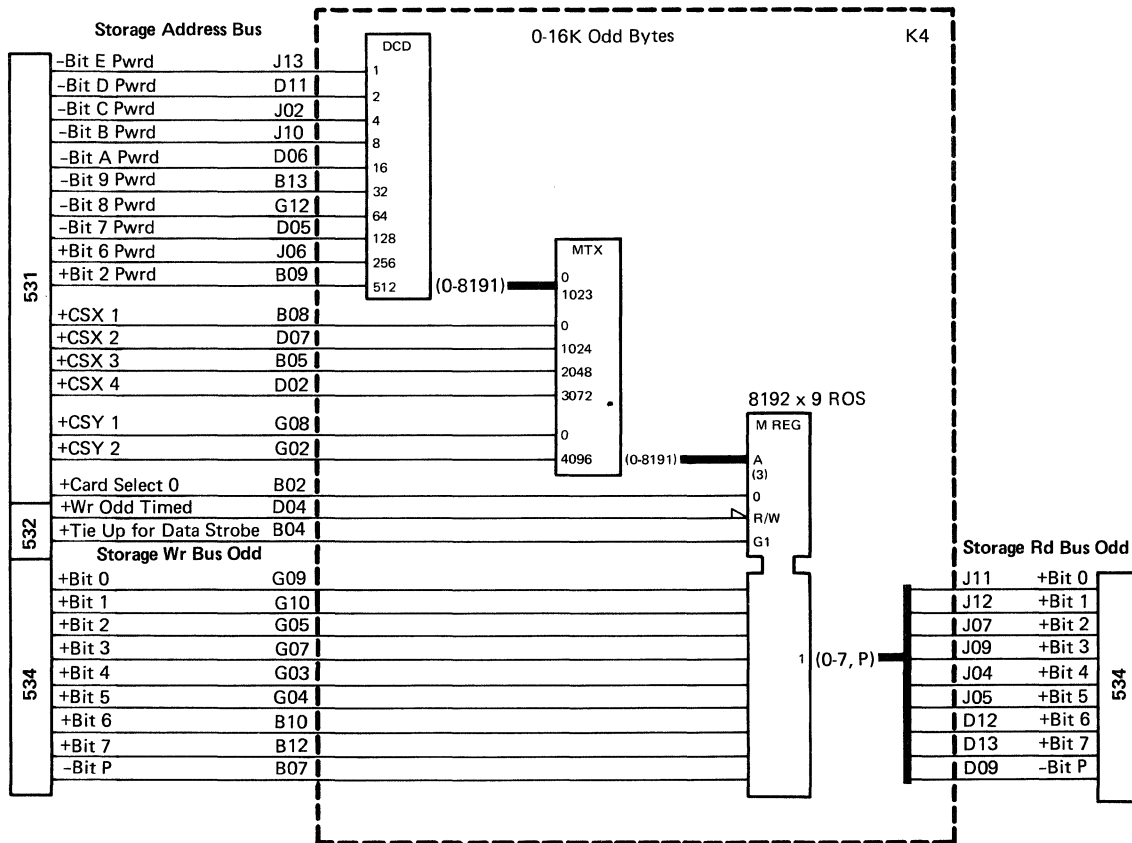 Storage Address Bus
0-16K Odd Bytes
K4
DCD
531
–Bit E Pwrd J13 1
–Bit D Pwrd D11 2
–Bit C Pwrd J02 4
–Bit B Pwrd J10 8
–Bit A Pwrd D06 16
–Bit 9 Pwrd B13 32
–Bit 8 Pwrd G12 64
–Bit 7 Pwrd D05 128
+Bit 6 Pwrd J06 256
+Bit 2 Pwrd B09 512
(0-8191)
MTX
0
1023
+CSX 1 B08 0
+CSX 2 D07 1024
+CSX 3 B05 2048
+CSX 4 D02 3072
+CSY 1 G08 0
+CSY 2 G02 4096
(0-8191)
8192 x 9 ROS
M REG
A
(3)
+Card Select 0 B02 0
532
+Wr Odd Timed D04 R/W
+Tie Up for Data Strobe B04 G1
Storage Wr Bus Odd
534
+Bit 0 G09
+Bit 1 G10
+Bit 2 G05
+Bit 3 G07
+Bit 4 G03
+Bit 5 G04
+Bit 6 B10
+Bit 7 B12
–Bit P B07
1 (0-7, P)
Storage Rd Bus Odd
J11 +Bit 0
J12 +Bit 1
J07 +Bit 2
J09 +Bit 3
J04 +Bit 4
J05 +Bit 5
D12 +Bit 6
D13 +Bit 7
D09 –Bit P
534